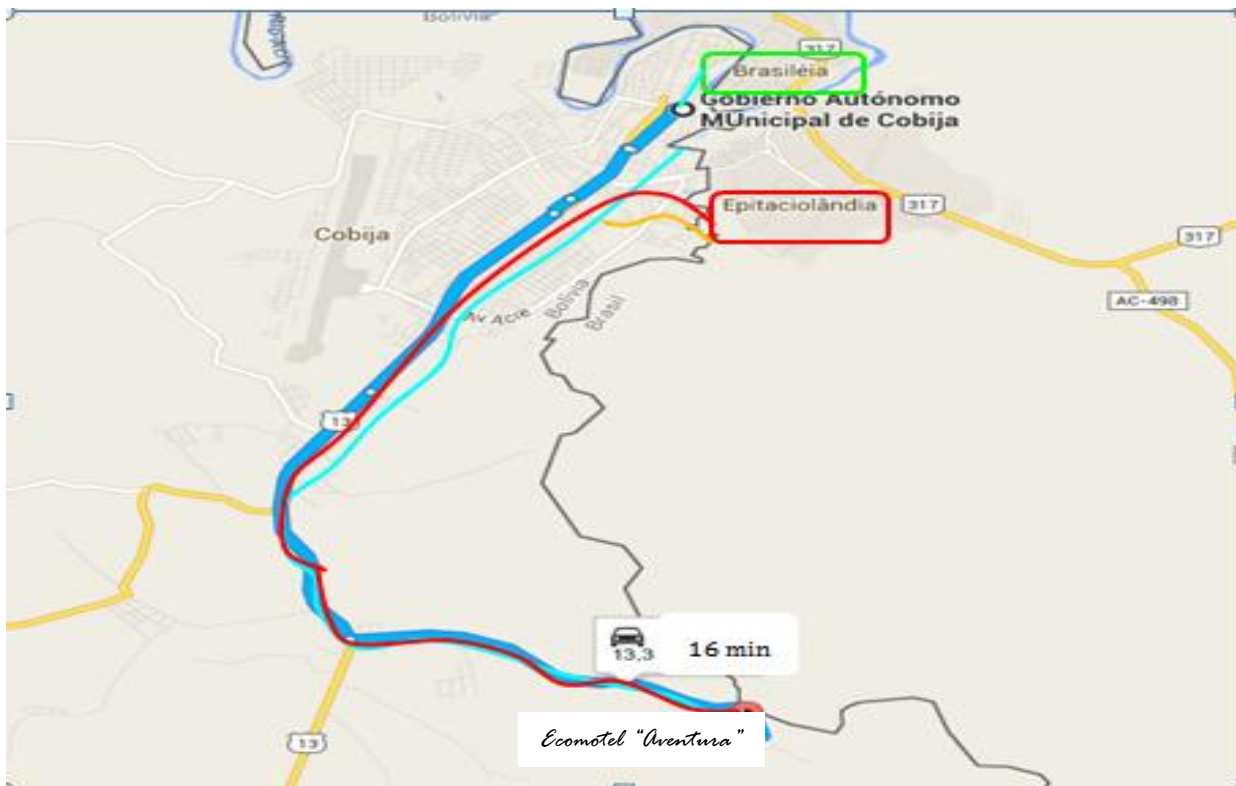 Bolivia
317
Brasiléia
Gobierno Autónomo
MUnicipal de Cobija
Epitaciolândia
317
317
Cobija
AC-498
Av Acre
Bolivia
Brasil
13
13,3
16 min
13
Ecomotel “Aventura”